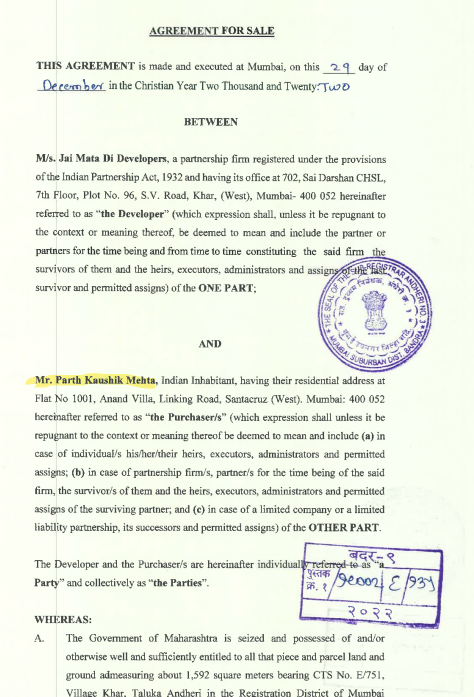 AGREEMENT FOR SALE
THIS AGREEMENT is made and executed at Mumbai, on this 29 day of
December in the Christian Year Two Thousand and Twenty Two
BETWEEN
M/s. Jai Mata Di Developers, a partnership firm registered under the provisions
of the Indian Partnership Act, 1932 and having its office at 702, Sai Darshan CHSL,
7th Floor, Plot No. 96, S.V. Road, Khar, (West), Mumbai- 400 052 hereinafter
referred to as "the Developer" (which expression shall, unless it be repugnant to
the context or meaning thereof, be deemed to mean and include the partner or
partners for the time being and from time to time constituting the said firm the
survivors of them and the heirs, executors, administrators and assigns of the last
survivor and permitted assigns) of the ONE PART;
THE SEAL OF THE SUB-REGISTRAR ANDHERI NO. 3
MUMBAI SUBURBAN DIST. BANDRA
AND
Mr. Parth Kaushik Mehta, Indian Inhabitant, having their residential address at
Flat No 1001, Anand Villa, Linking Road, Santacruz (West). Mumbai: 400 052
hereinafter referred to as "the Purchaser/s" (which expression shall unless it be
repugnant to the context or meaning thereof be deemed to mean and include (a) in
case of individual/s his/her/their heirs, executors, administrators and permitted
assigns; (b) in case of partnership firm/s, partner/s for the time being of the said
firm, the survivor/s of them and the heirs, executors, administrators and permitted
assigns of the surviving partner; and (c) in case of a limited company or a limited
liability partnership, its successors and permitted assigns) of the OTHER PART.
The Developer and the Purchaser/s are hereinafter individually referred to as "a
Party" and collectively as "the Parties".
बदर-९
पुस्तक
क्र. १
२०२२
WHEREAS:
A. The Government of Maharashtra is seized and possessed of and/or
otherwise well and sufficiently entitled to all that piece and parcel land and
ground admeasuring about 1,592 square meters bearing CTS No. E/751,
Village Khar, Taluka Andheri in the Registration District of Mumbai